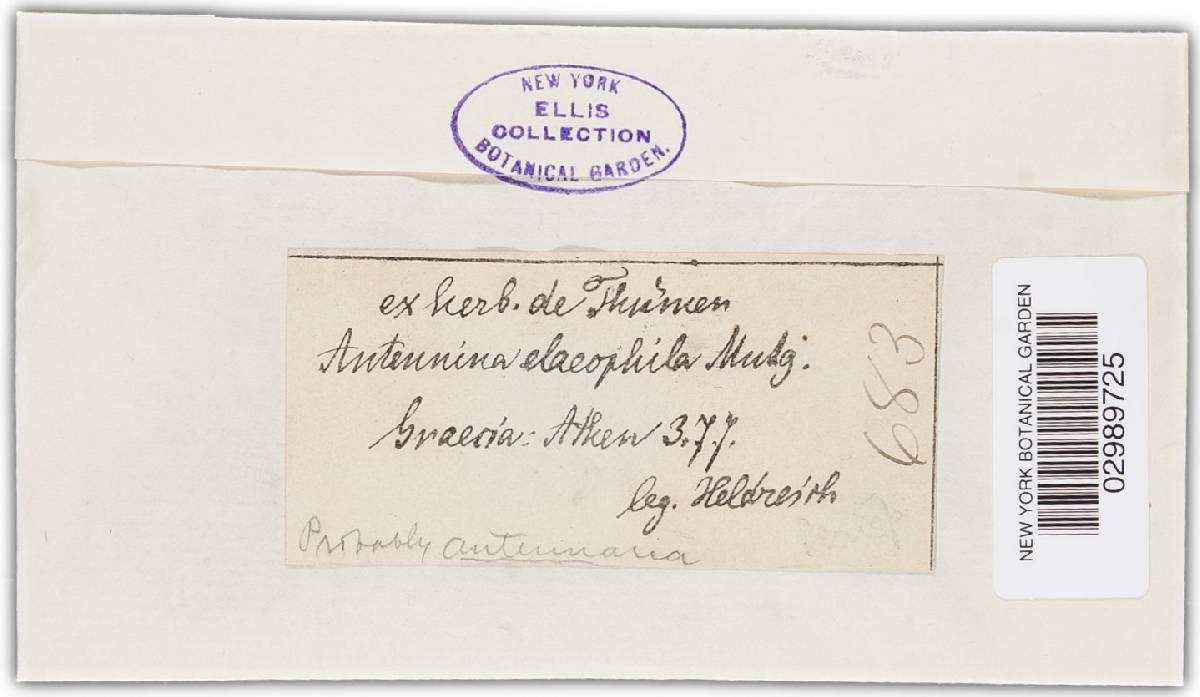 NEW YORK
ELLIS
COLLECTION
BOTANICAL GARDEN.
ex herb. de Thümen
Antennina elaeophila Mntg.
Graecia: Athen 3.77.
leg. Heldreich
Probably antennaria
683
NEW YORK BOTANICAL GARDEN
02989725